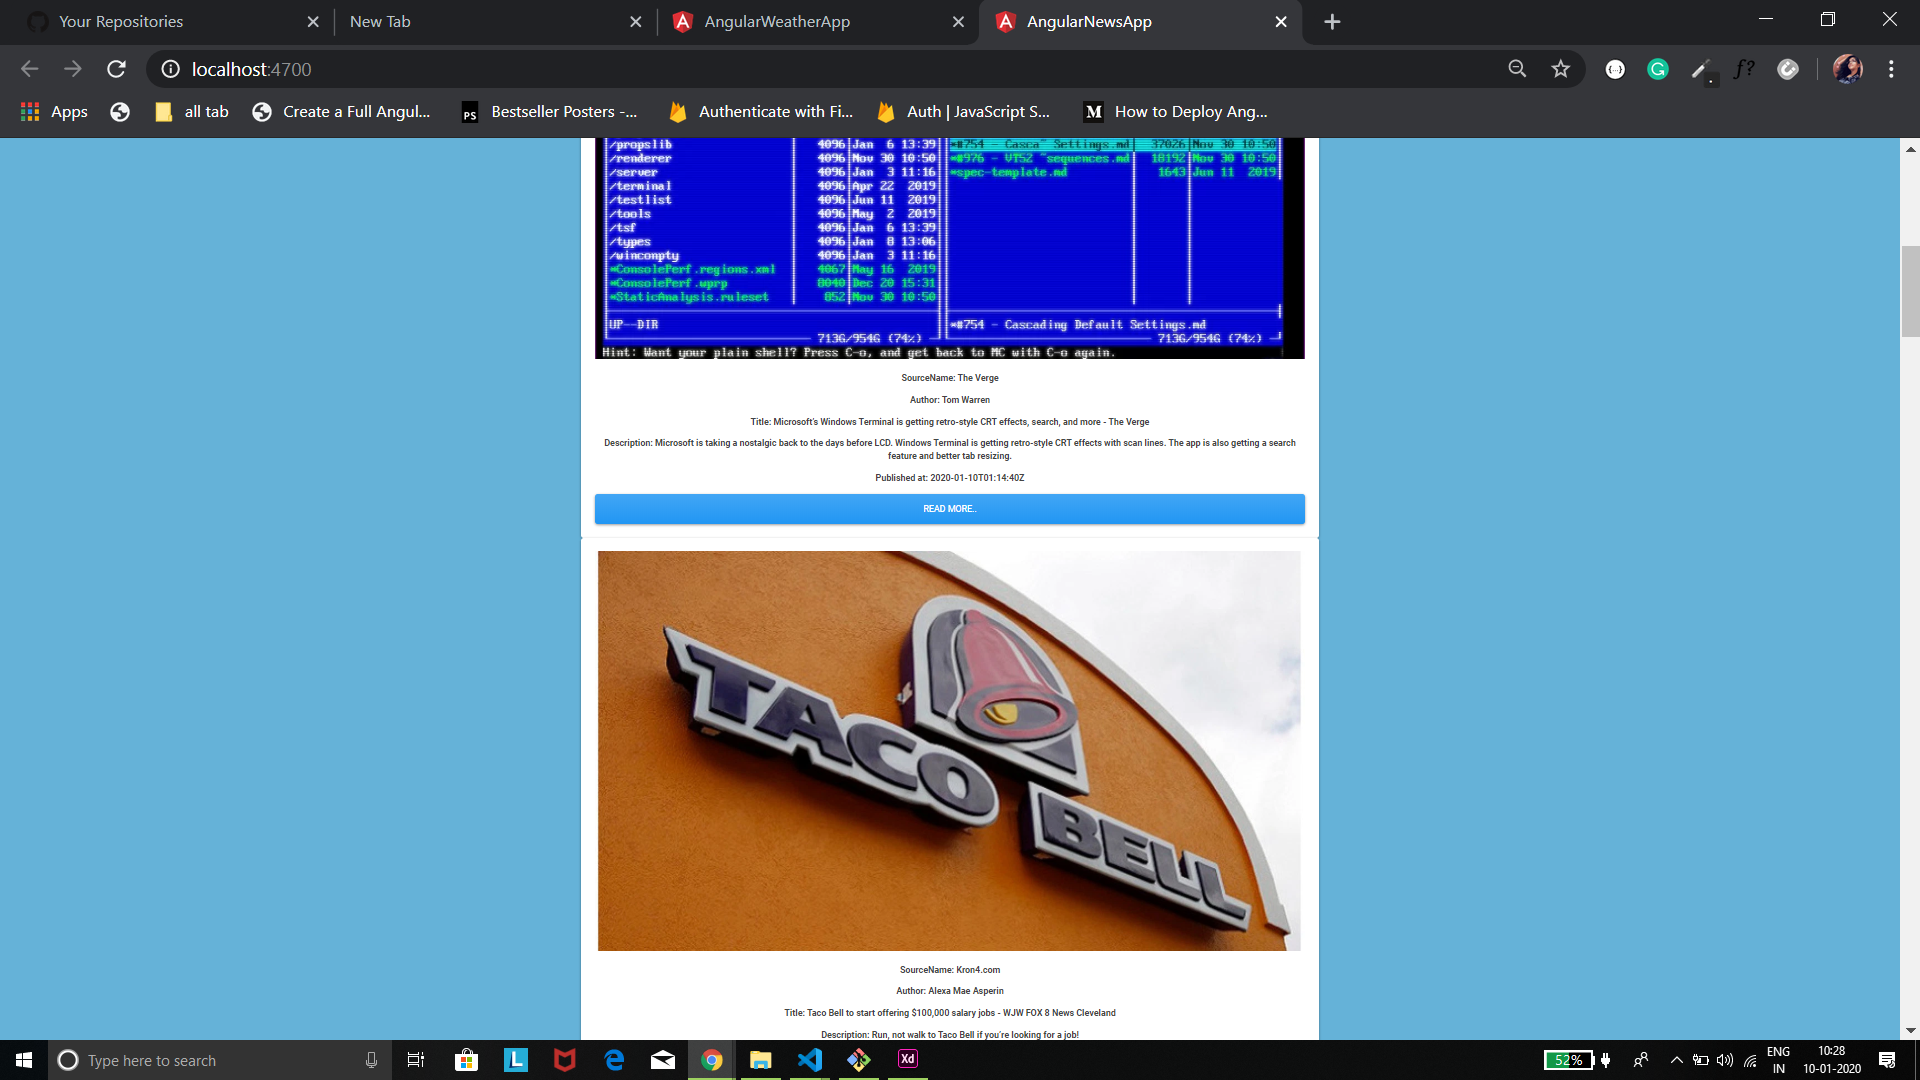 Your Repositories
New Tab
AngularWeatherApp
AngularNewsApp
localhost:4700
{...}
G
f?
Apps
all tab
Create a Full Angul...
PS
Bestseller Posters -...
Authenticate with Fi...
Auth | JavaScript S...
M
How to Deploy Ang...
/propslib 4096 Jan 6 13:39
*#754 - Casca~ Settings.md 37026 Nov 30 10:50
/renderer 4096 Nov 30 10:50
*#976 - VT52 ~sequences.md 18192 Nov 30 10:50
/server 4096 Jan 3 11:16
*spec-template.md 1643 Jun 11 2019
/terminal 4096 Apr 22 2019
/testlist 4096 Jun 11 2019
/tools 4096 May 2 2019
/tsf 4096 Jan 6 13:39
/types 4096 Jan 8 13:06
/winconpty 4096 Jan 3 11:16
*ConsolePerf.regions.xml 4067 May 16 2019
*ConsolePerf.wprp 8040 Dec 20 15:31
*StaticAnalysis.ruleset 852 Nov 30 10:50
UP--DIR
*#754 - Cascading Default Settings.md
713G/954G (74%)
713G/954G (74%)
Hint: Want your plain shell? Press C-o, and get back to MC with C-o again.
SourceName: The Verge
Author: Tom Warren
Title: Microsoft's Windows Terminal is getting retro-style CRT effects, search, and more - The Verge
Description: Microsoft is taking a nostalgic back to the days before LCD. Windows Terminal is getting retro-style CRT effects with scan lines. The app is also getting a search
feature and better tab resizing.
Published at: 2020-01-10T01:14:40Z
READ MORE..
TACO
BELL
SourceName: Kron4.com
Author: Alexa Mae Asperin
Title: Taco Bell to start offering $100,000 salary jobs - WJW FOX 8 News Cleveland
Description: Run, not walk to Taco Bell if you're looking for a job!
Type here to search
L
Xd
52%
ENG
IN
10:28
10-01-2020